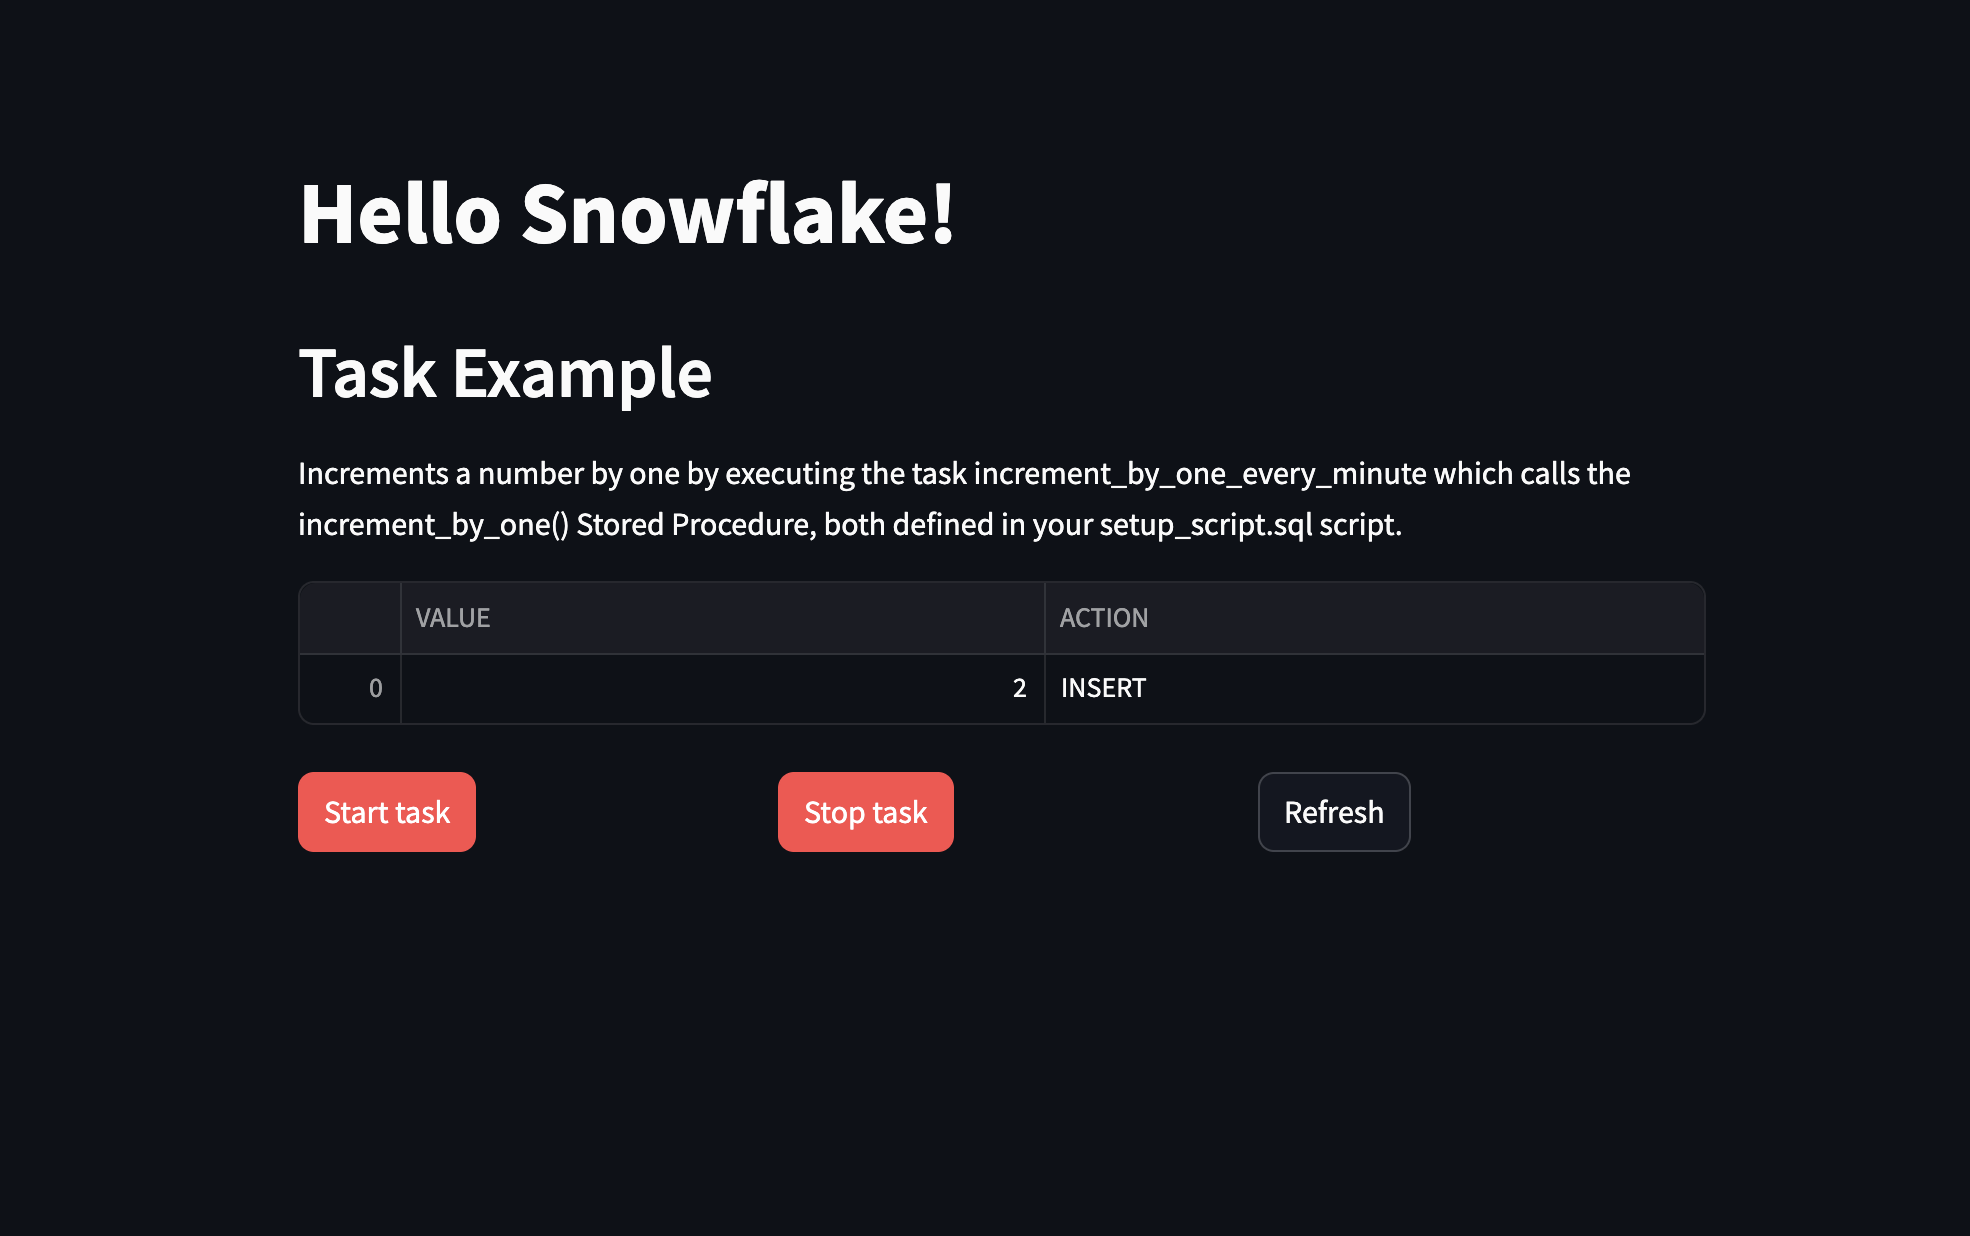 Hello Snowflake!
Task Example
Increments a number by one by executing the task increment_by_one_every_minute which calls the
increment_by_one() Stored Procedure, both defined in your setup_script.sql script.
VALUE ACTION
0 2 INSERT
Start task Stop task Refresh